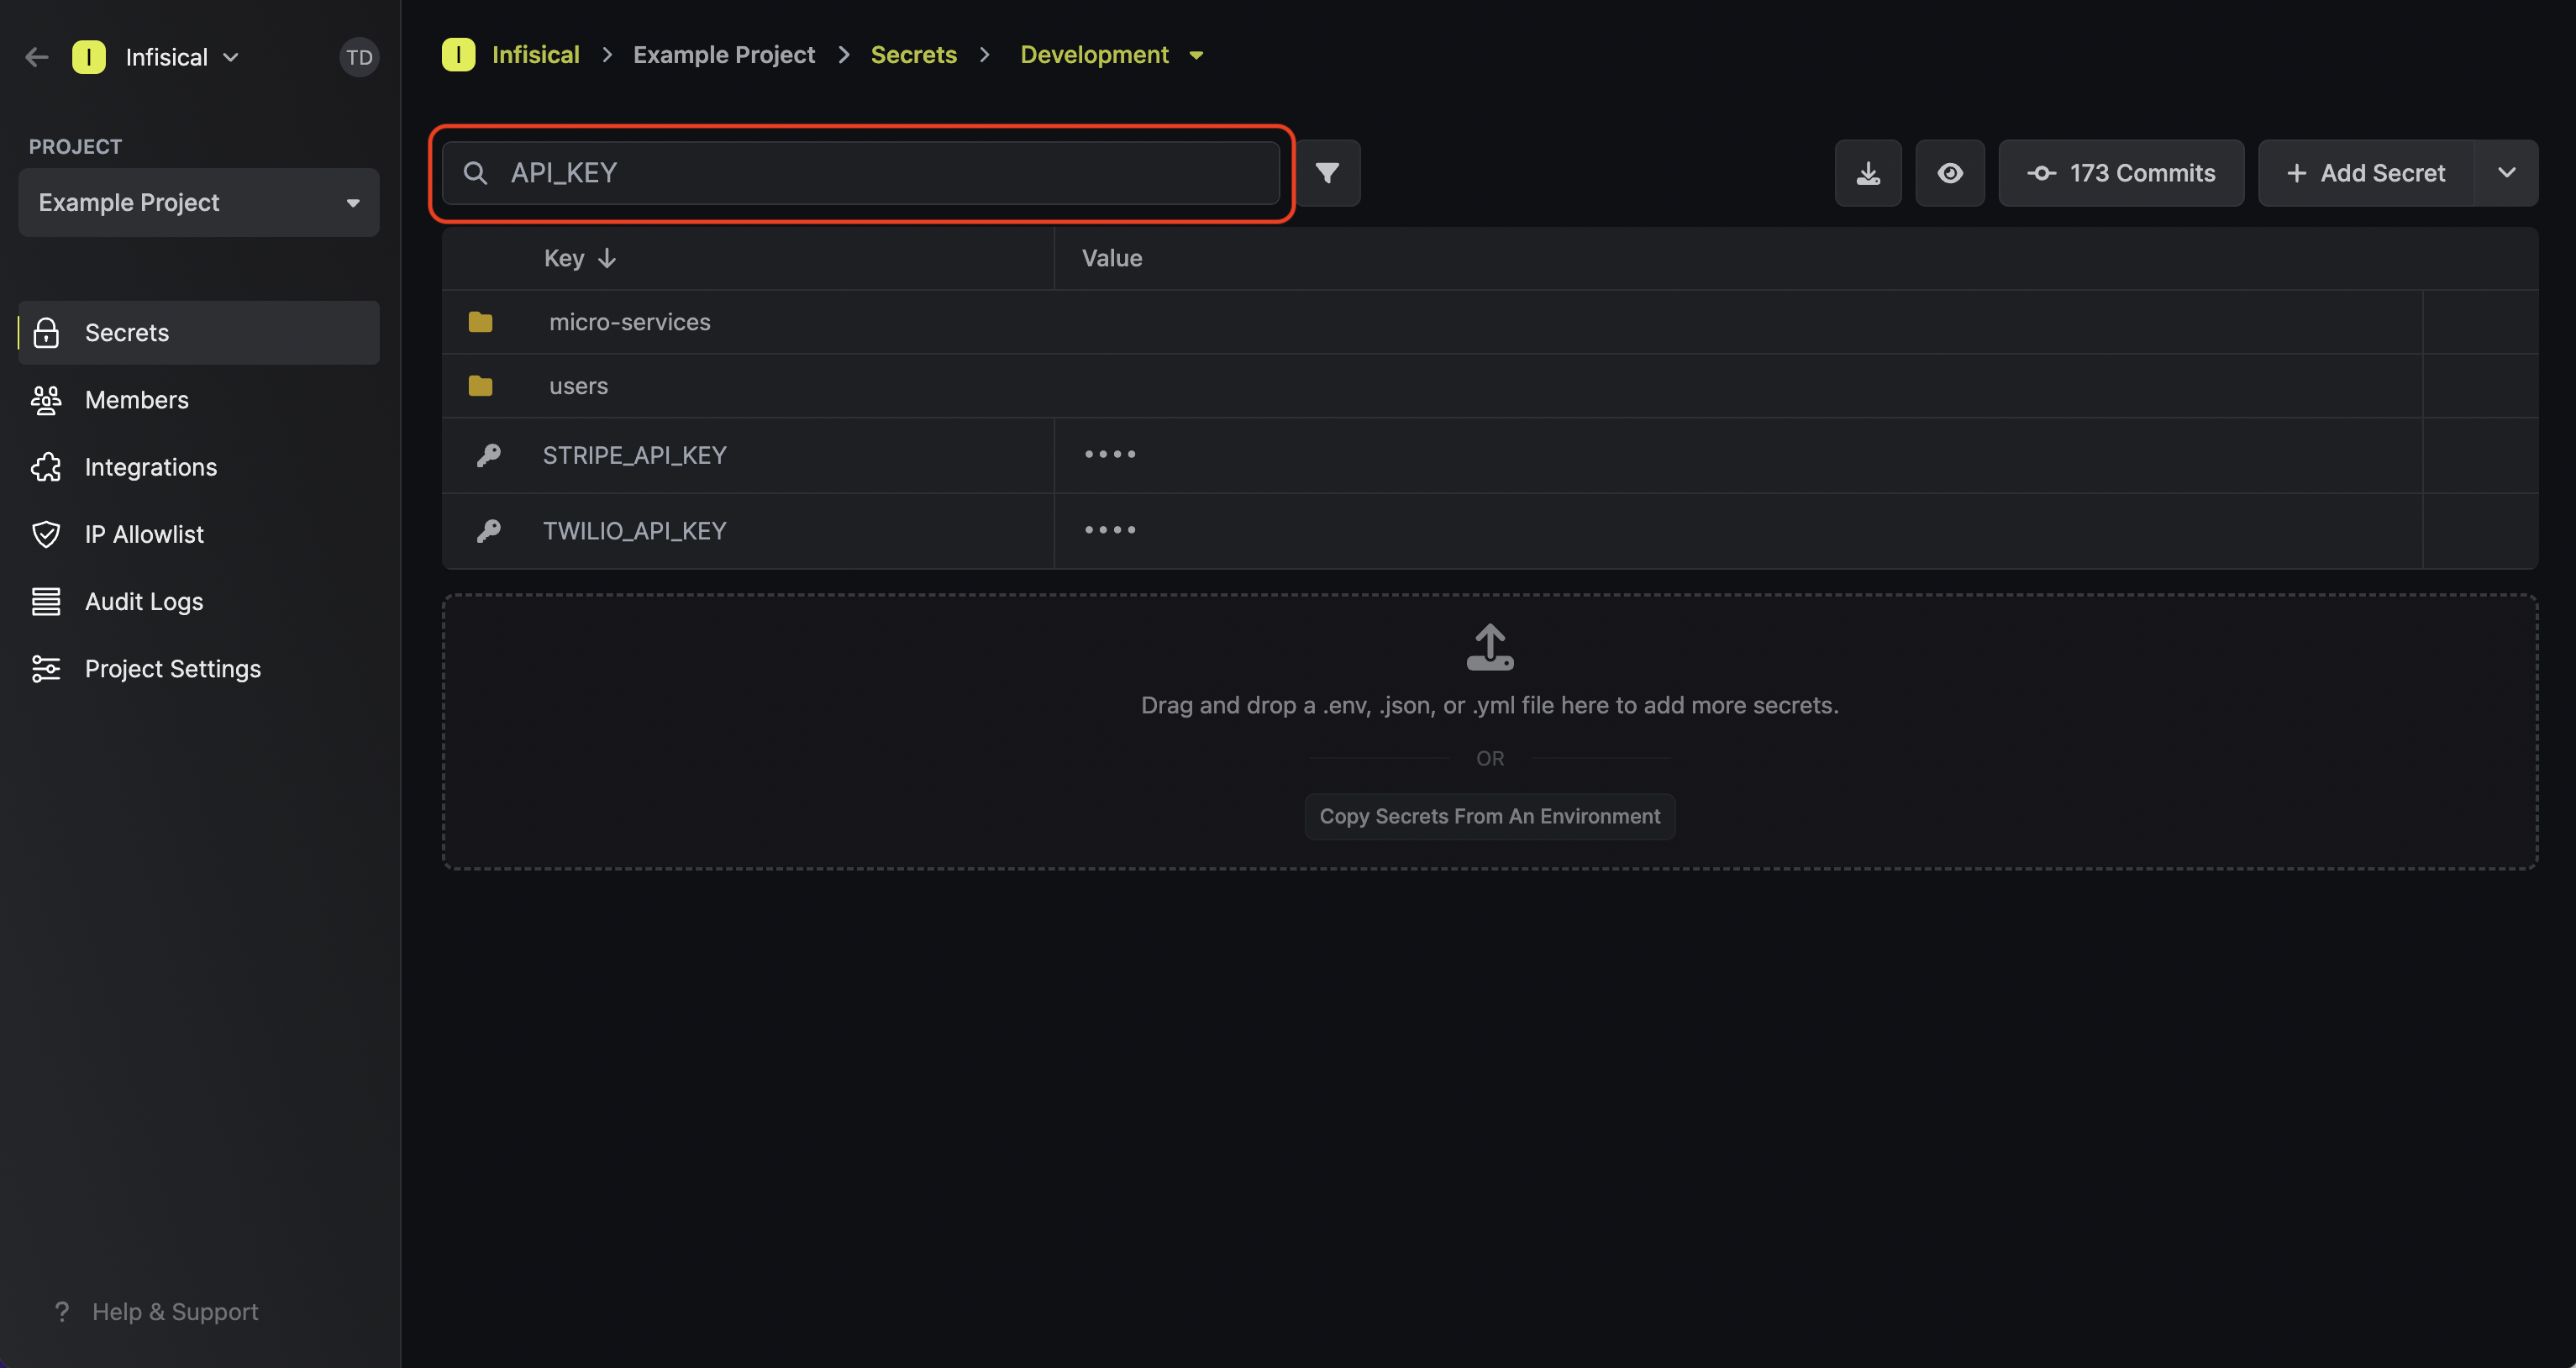 I Infisical TD
PROJECT
Example Project
Secrets
Members
Integrations
IP Allowlist
Audit Logs
Project Settings
? Help & Support
I Infisical > Example Project > Secrets > Development
API_KEY
173 Commits
+ Add Secret
Key Value
micro-services
users
STRIPE_API_KEY ••••
TWILIO_API_KEY ••••
Drag and drop a .env, .json, or .yml file here to add more secrets.
OR
Copy Secrets From An Environment